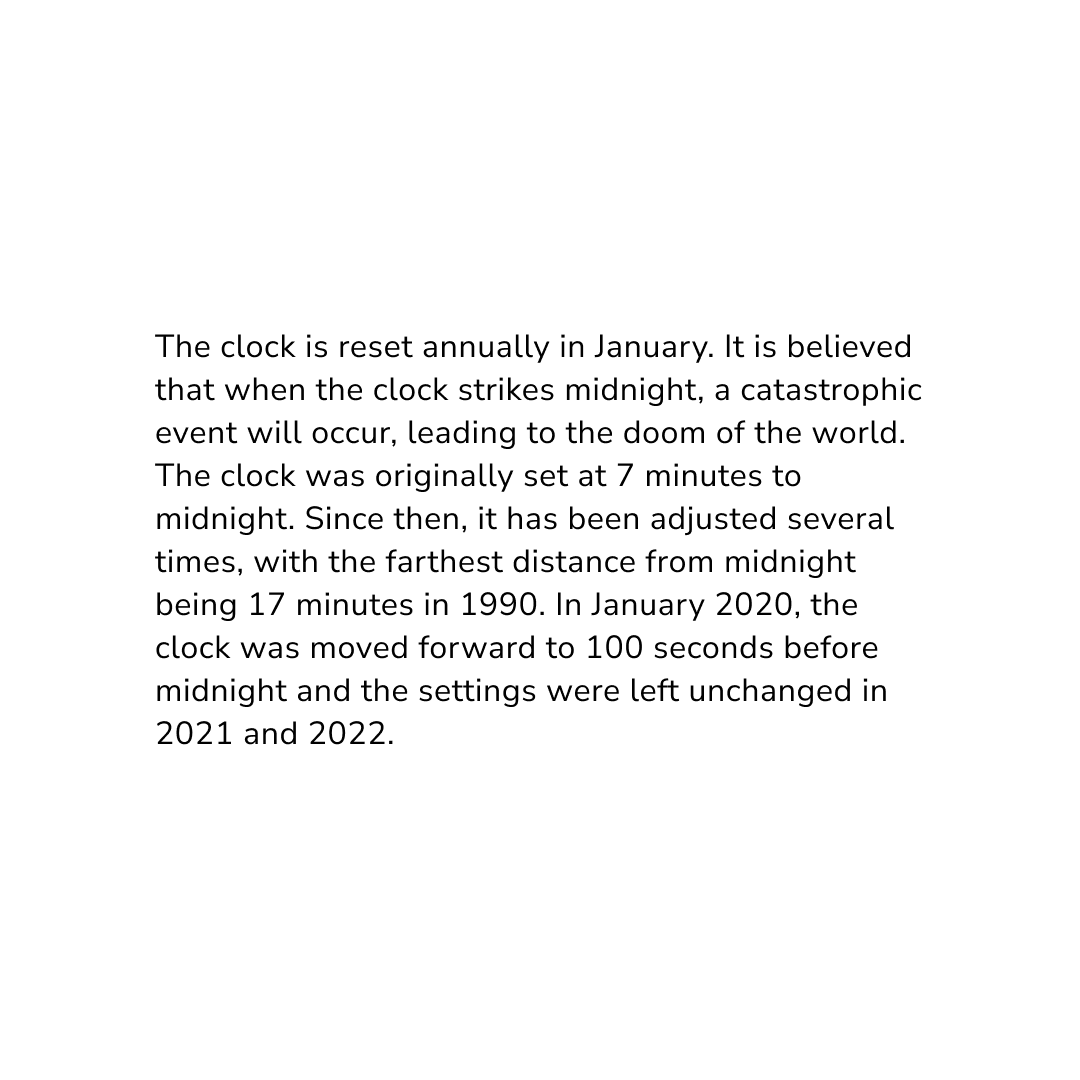 The clock is reset annually in January. It is believed
that when the clock strikes midnight, a catastrophic
event will occur, leading to the doom of the world.
The clock was originally set at 7 minutes to
midnight. Since then, it has been adjusted several
times, with the farthest distance from midnight
being 17 minutes in 1990. In January 2020, the
clock was moved forward to 100 seconds before
midnight and the settings were left unchanged in
2021 and 2022.